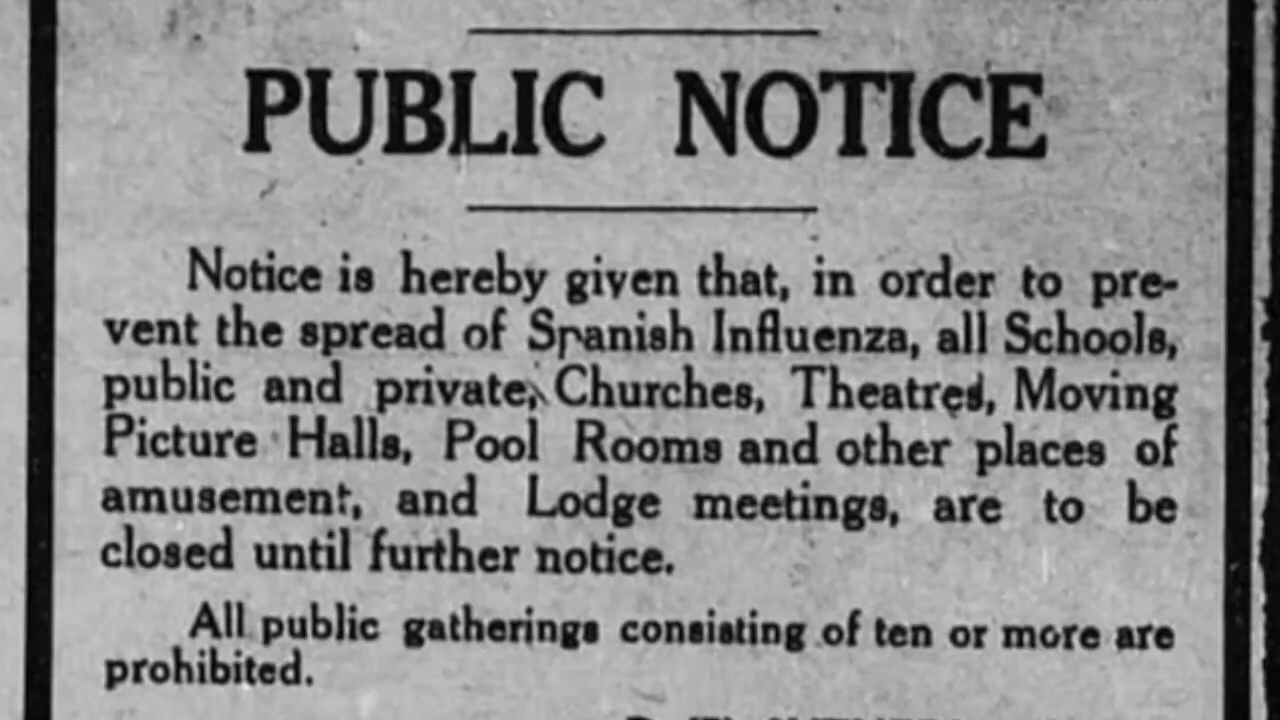 PUBLIC NOTICE
Notice is hereby given that, in order to pre-
vent the spread of Spanish Influenza, all Schools,
public and private, Churches, Theatres, Moving
Picture Halls, Pool Rooms and other places of
amusement, and Lodge meetings, are to be
closed until further notice.
All public gatherings consisting of ten or more are
prohibited.